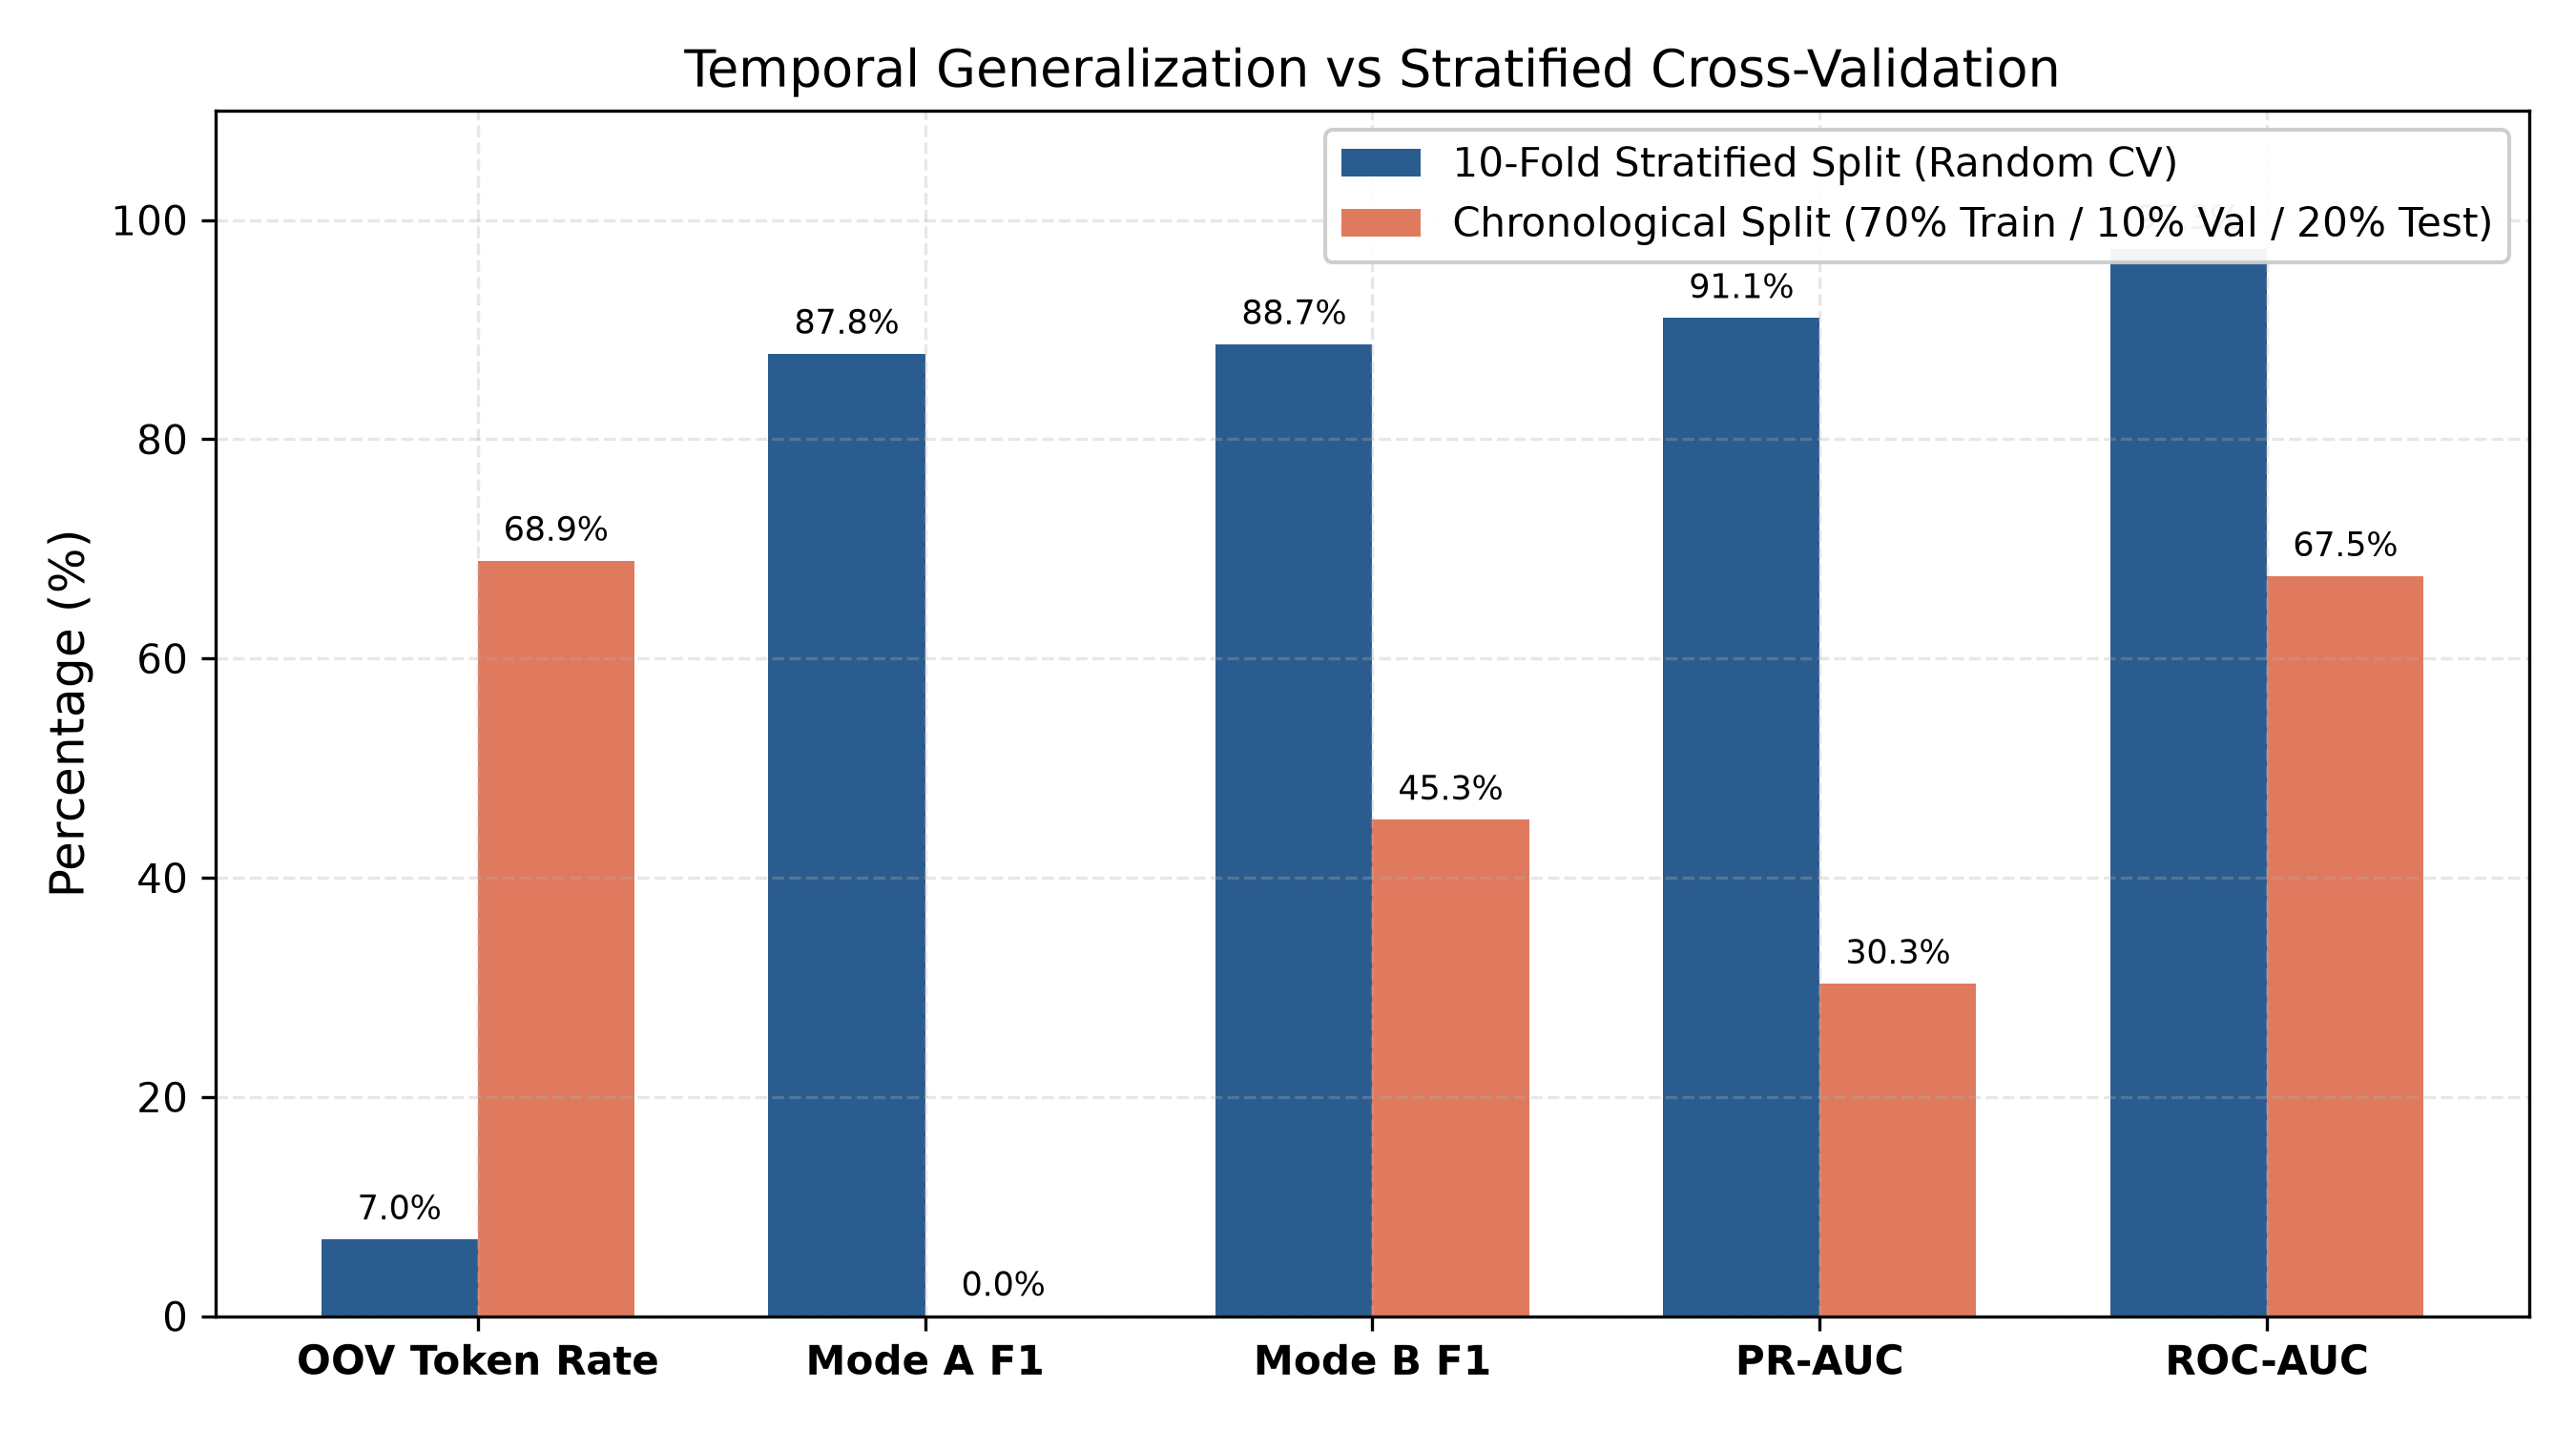 Temporal Generalization vs Stratified Cross-Validation
10-Fold Stratified Split (Random CV)
Chronological Split (70% Train / 10% Val / 20% Test)
Percentage (%)
100
80
60
40
20
0
7.0%
68.9%
87.8%
0.0%
88.7%
45.3%
91.1%
30.3%
67.5%
OOV Token Rate
Mode A F1
Mode B F1
PR-AUC
ROC-AUC